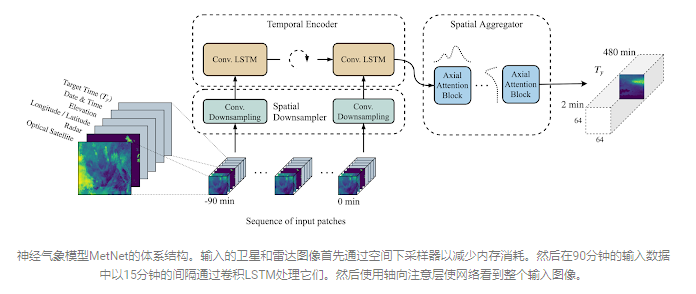 Temporal Encoder
Spatial Aggregator
Conv. LSTM
Conv. LSTM
480 min
Ty
Axial
Attention
Block
Axial
Attention
Block
2 min
64
64
Target Time (Ty)
Date & Time
Elevation
Longitude / Latitude
Radar
Optical Satellite
Conv.
Downsampling
Spatial
Downsampler
Conv.
Downsampling
-90 min
0 min
Sequence of input patches
神经气象模型MetNet的体系结构。输入的卫星和雷达图像首先通过空间下采样器以减少内存消耗。然后在90分钟的输入数据
中以15分钟的间隔通过卷积LSTM处理它们。然后使用轴向注意层使网络看到整个输入图像。